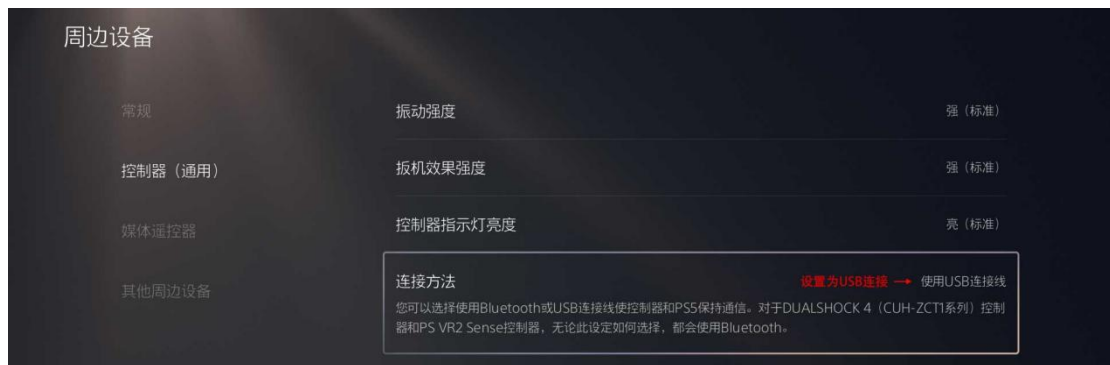 周边设备
常规
振动强度 强（标准）
控制器（通用） 扳机效果强度 强（标准）
媒体遥控器 控制器指示灯亮度 亮（标准）
其他周边设备
连接方法 设置为USB连接 → 使用USB连接线
您可以选择使用Bluetooth或USB连接线使控制器和PS5保持通信。对于DUALSHOCK 4（CUH-ZCT1系列）控制
器和PS VR2 Sense控制器，无论此设定如何选择，都会使用Bluetooth。